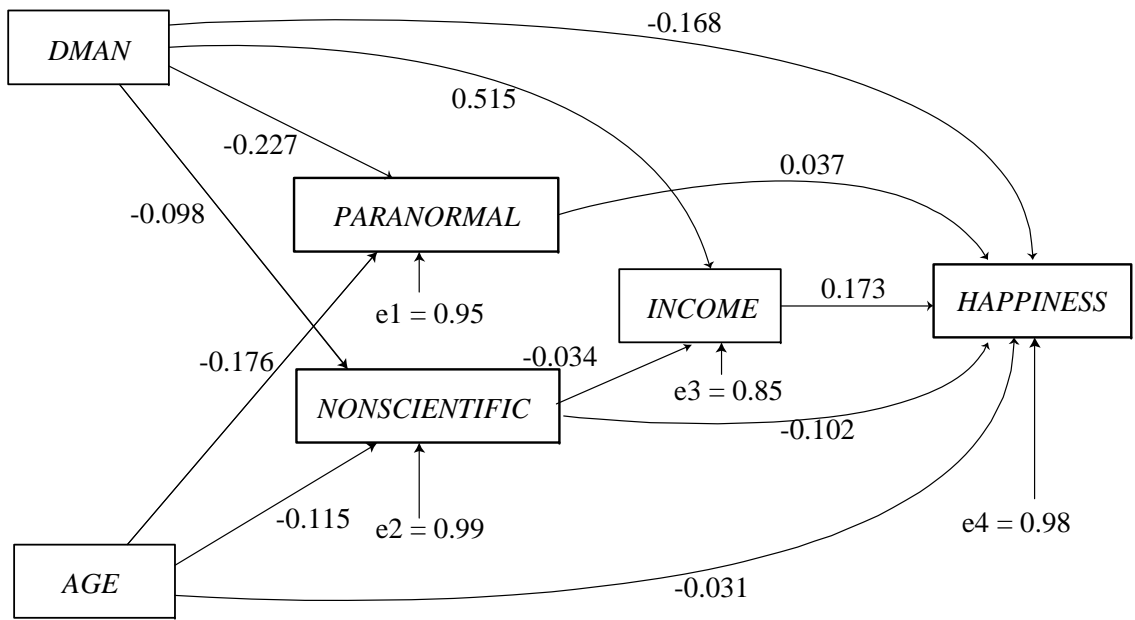 DMAN
-0.168
0.515
-0.227
0.037
-0.098
PARANORMAL
e1 = 0.95
INCOME
0.173
HAPPINESS
-0.176
-0.034
NONSCIENTIFIC
e3 = 0.85
-0.102
-0.115
e2 = 0.99
e4 = 0.98
AGE
-0.031